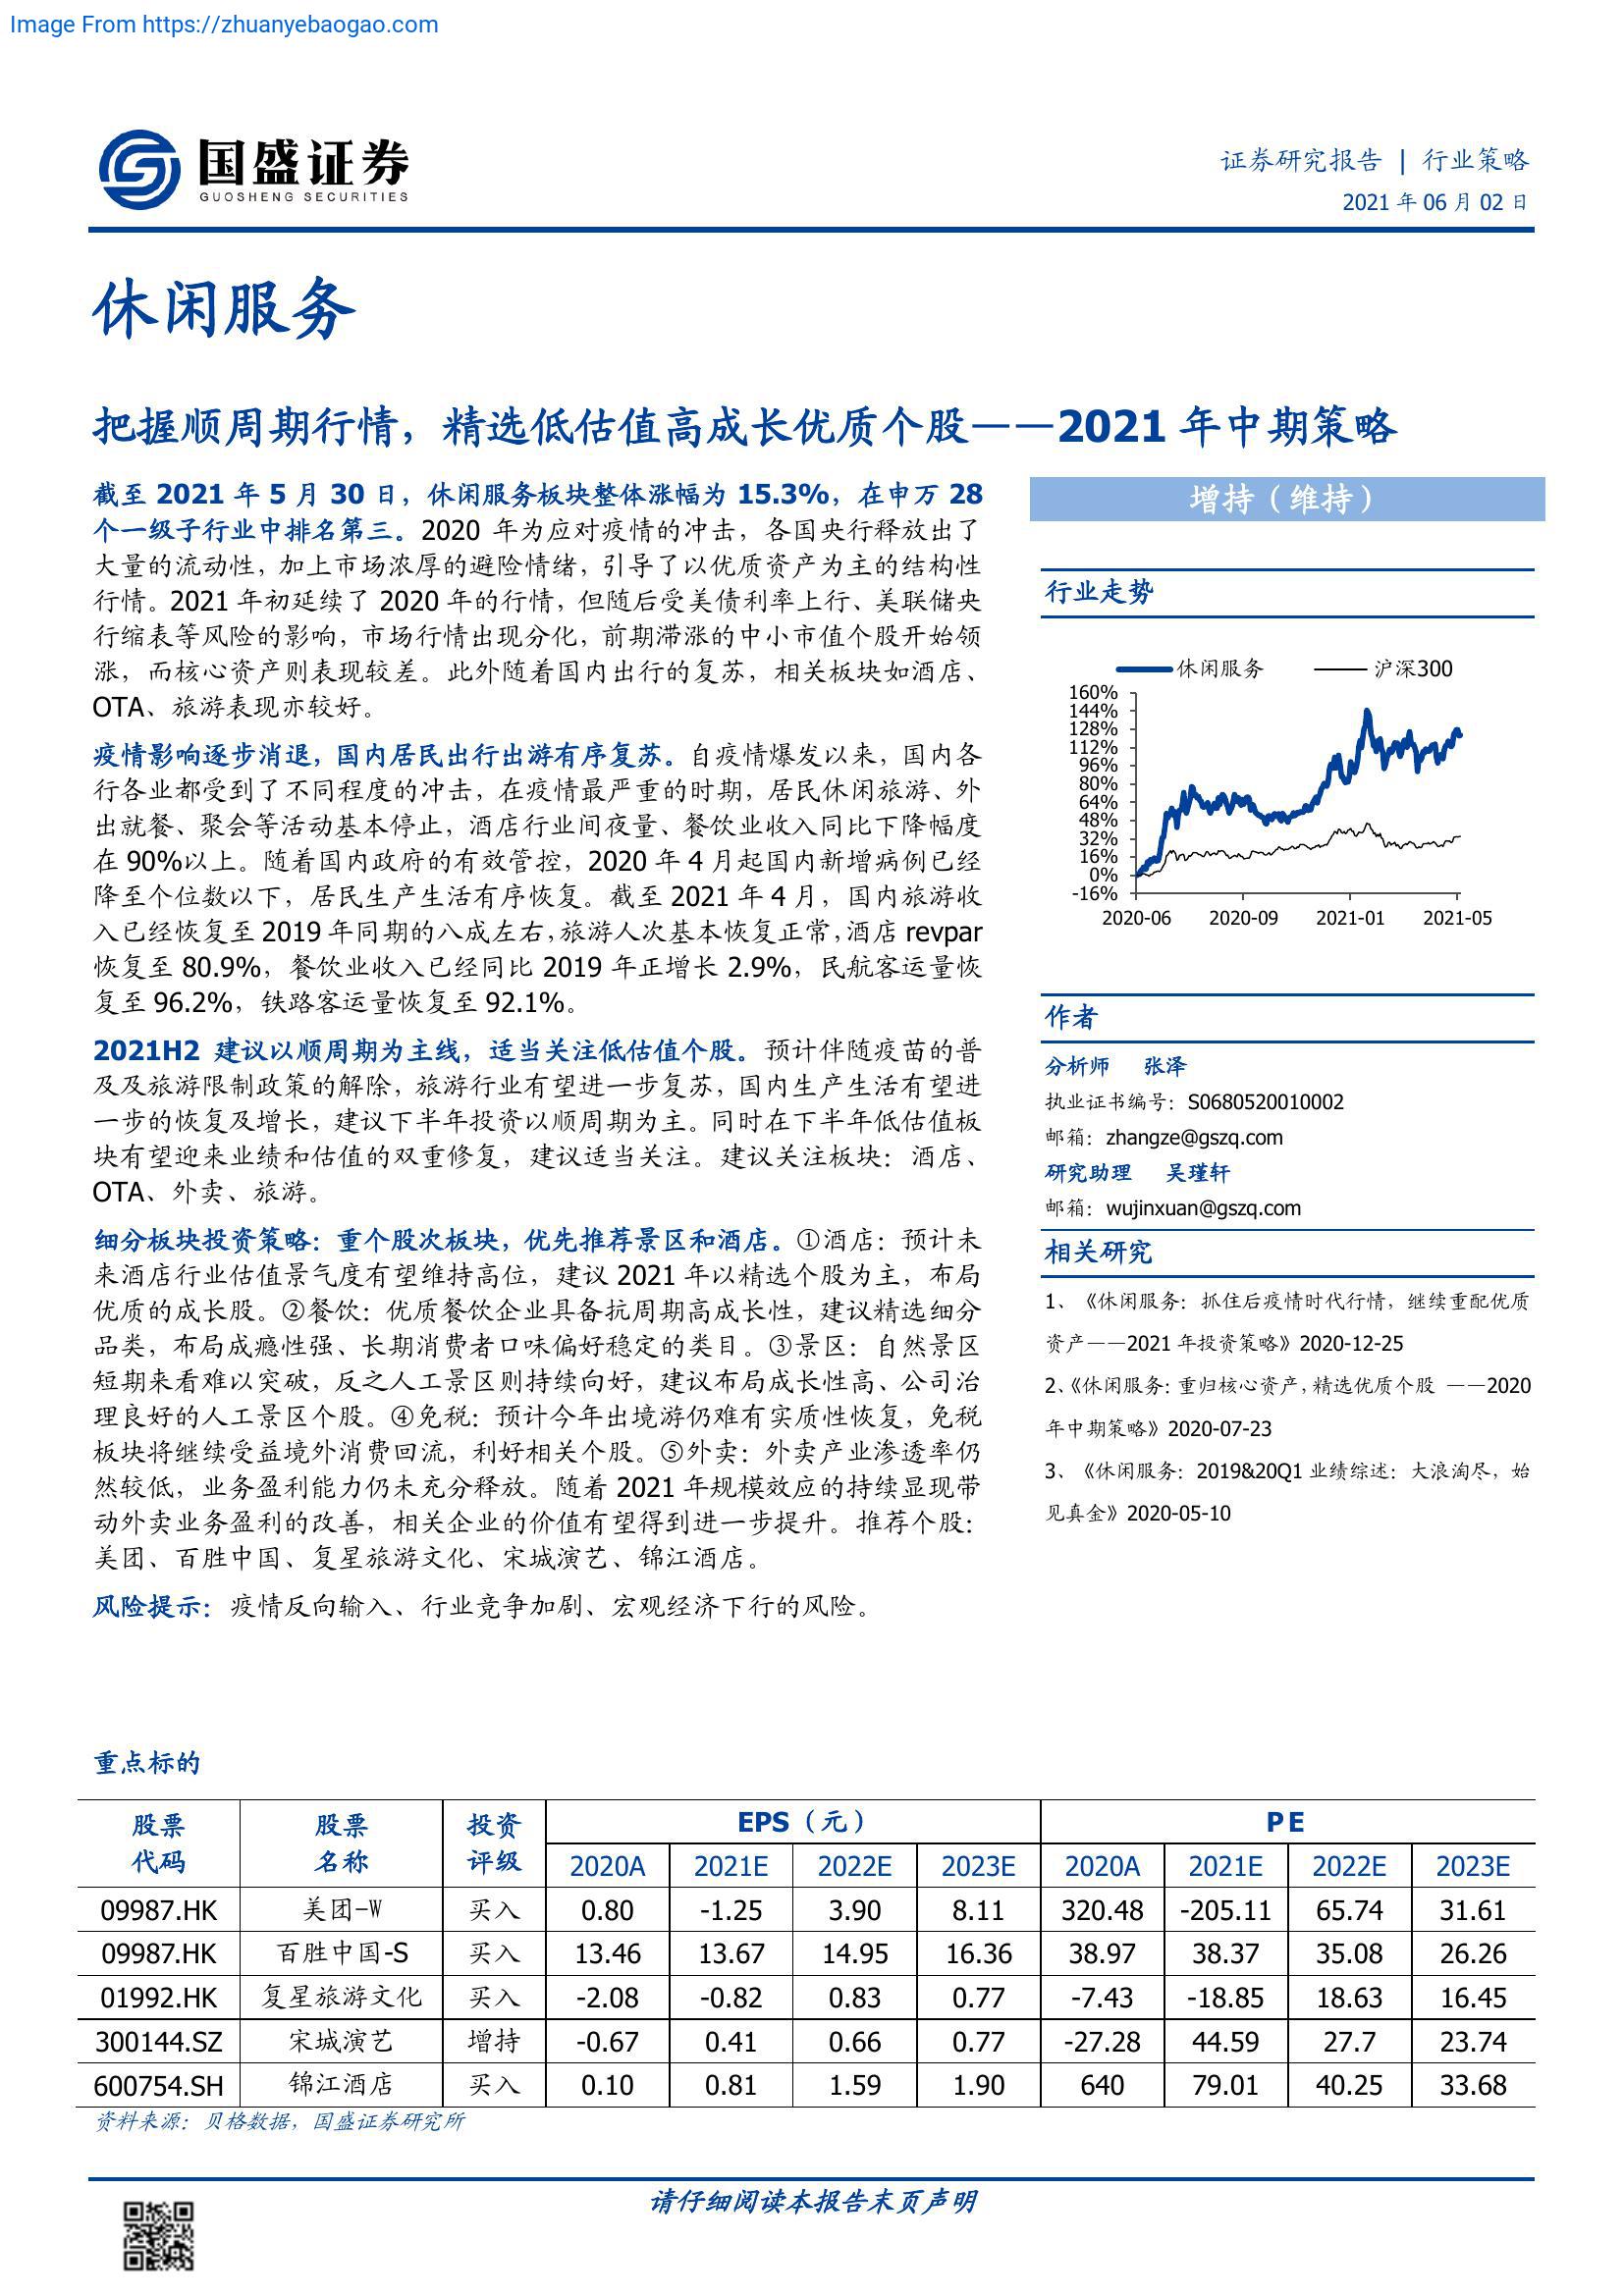 Image From https://zhuanyebaogao.com
国盛证券
GUOSHENG SECURITIES
证券研究报告 | 行业策略
2021 年 06 月 02 日
休闲服务
把握顺周期行情，精选低估值高成长优质个股——2021 年中期策略
截至 2021 年 5 月 30 日，休闲服务板块整体涨幅为 15.3%，在申万 28
个一级子行业中排名第三。2020 年为应对疫情的冲击，各国央行释放出了
大量的流动性，加上市场浓厚的避险情绪，引导了以优质资产为主的结构性
行情。2021 年初延续了 2020 年的行情，但随后受美债利率上行、美联储央
行缩表等风险的影响，市场行情出现分化，前期滞涨的中小市值个股开始领
涨，而核心资产则表现较差。此外随着国内出行的复苏，相关板块如酒店、
OTA、旅游表现亦较好。
疫情影响逐步消退，国内居民出行出游有序复苏。自疫情爆发以来，国内各
行各业都受到了不同程度的冲击，在疫情最严重的时期，居民休闲旅游、外
出就餐、聚会等活动基本停止，酒店行业间夜量、餐饮业收入同比下降幅度
在 90%以上。随着国内政府的有效管控，2020 年 4 月起国内新增病例已经
降至个位数以下，居民生产生活有序恢复。截至 2021 年 4 月，国内旅游收
入已经恢复至 2019 年同期的八成左右，旅游人次基本恢复正常，酒店 revpar
恢复至 80.9%，餐饮业收入已经同比 2019 年正增长 2.9%，民航客运量恢
复至 96.2%，铁路客运量恢复至 92.1%。
2021H2 建议以顺周期为主线，适当关注低估值个股。预计伴随疫苗的普
及及旅游限制政策的解除，旅游行业有望进一步复苏，国内生产生活有望进
一步的恢复及增长，建议下半年投资以顺周期为主。同时在下半年低估值板
块有望迎来业绩和估值的双重修复，建议适当关注。建议关注板块：酒店、
OTA、外卖、旅游。
细分板块投资策略：重个股次板块，优先推荐景区和酒店。①酒店：预计未
来酒店行业估值景气度有望维持高位，建议 2021 年以精选个股为主，布局
优质的成长股。②餐饮：优质餐饮企业具备抗周期高成长性，建议精选细分
品类，布局成瘾性强、长期消费者口味偏好稳定的类目。③景区：自然景区
短期来看难以突破，反之人工景区则持续向好，建议布局成长性高、公司治
理良好的人工景区个股。④免税：预计今年出境游仍难有实质性恢复，免税
板块将继续受益境外消费回流，利好相关个股。⑤外卖：外卖产业渗透率仍
然较低，业务盈利能力仍未充分释放。随着 2021 年规模效应的持续显现带
动外卖业务盈利的改善，相关企业的价值有望得到进一步提升。推荐个股：
美团、百胜中国、复星旅游文化、宋城演艺、锦江酒店。
风险提示：疫情反向输入、行业竞争加剧、宏观经济下行的风险。
增持（维持）
行业走势
休闲服务 沪深300
160%
144%
128%
112%
96%
80%
64%
48%
32%
16%
0%
-16%
2020-06 2020-09 2021-01 2021-05
作者
分析师 张泽
执业证书编号：S0680520010002
邮箱：zhangze@gszq.com
研究助理 吴瑾轩
邮箱：wujinxuan@gszq.com
相关研究
1、《休闲服务：抓住后疫情时代行情，继续重配优质
资产——2021 年投资策略》2020-12-25
2、《休闲服务：重归核心资产，精选优质个股 ——2020
年中期策略》2020-07-23
3、《休闲服务：2019&20Q1 业绩综述：大浪淘尽，始
见真金》2020-05-10
重点标的
股票 股票 投资 EPS（元） P E
代码 名称 评级 2020A 2021E 2022E 2023E 2020A 2021E 2022E 2023E
09987.HK 美团-W 买入 0.80 -1.25 3.90 8.11 320.48 -205.11 65.74 31.61
09987.HK 百胜中国-S 买入 13.46 13.67 14.95 16.36 38.97 38.37 35.08 26.26
01992.HK 复星旅游文化 买入 -2.08 -0.82 0.83 0.77 -7.43 -18.85 18.63 16.45
300144.SZ 宋城演艺 增持 -0.67 0.41 0.66 0.77 -27.28 44.59 27.7 23.74
600754.SH 锦江酒店 买入 0.10 0.81 1.59 1.90 640 79.01 40.25 33.68
资料来源：贝格数据，国盛证券研究所
请仔细阅读本报告末页声明